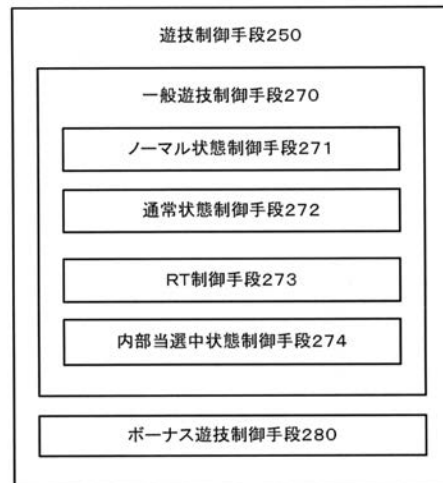 遊技制御手段250
一般遊技制御手段270
ノーマル状態制御手段271
通常状態制御手段272
RT制御手段273
内部当選中状態制御手段274
ボーナス遊技制御手段280